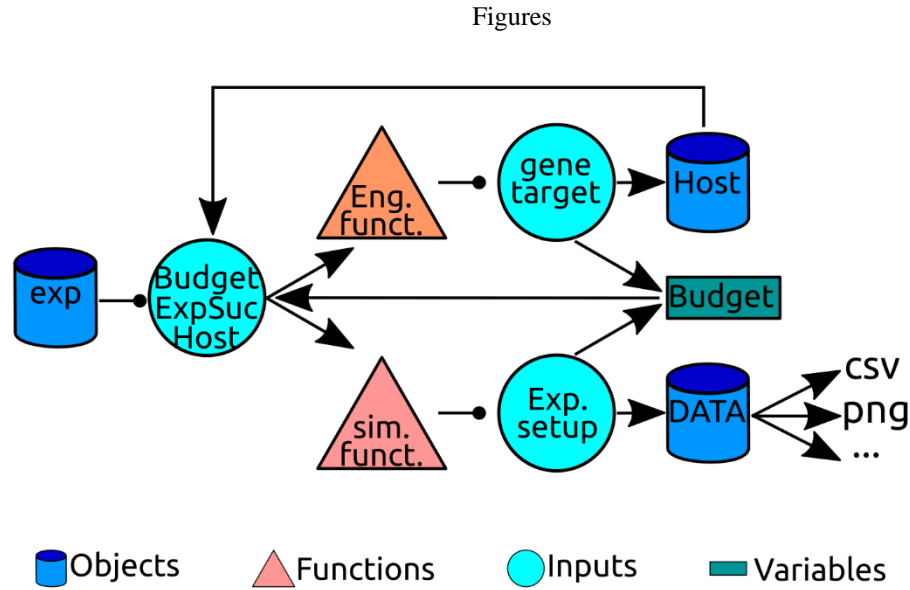 Figures
gene
target
Host
Eng.
funct.
exp
Budget
ExpSuc
Host
Budget
sim.
funct.
Exp.
setup
DATA
csv
png
...
Objects
Functions
Inputs
Variables